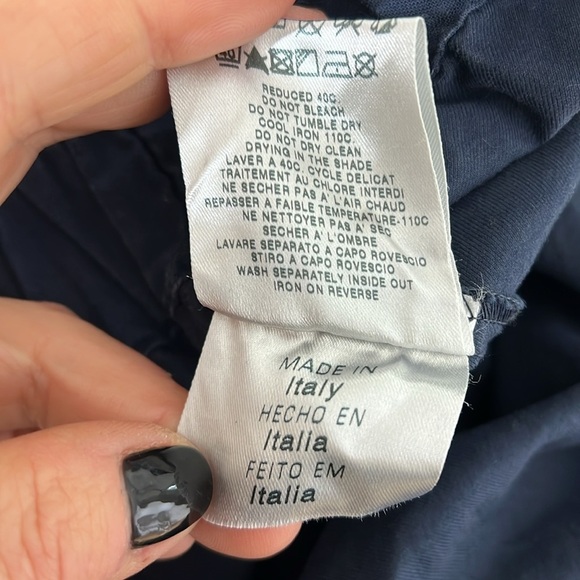 40
REDUCED 40C.
DO NOT BLEACH
DO NOT TUMBLE DRY
COOL IRON 110C.
DO NOT DRY CLEAN
DRYING IN THE SHADE
LAVER A 40C. CYCLE DELICAT
TRAITEMENT AU CHLORE INTERDI
NE SECHER PAS A'L'AIR CHAUD
REPASSER A FAIBLE TEMPERATURE-110C
NE NETTOYER PAS A' SEC
SECHER A' L'OMBRE
LAVARE SEPARATO A CAPO ROVESCIO
STIRO A CAPO ROVESCIO
WASH SEPARATELY INSIDE OUT
IRON ON REVERSE
MADE IN
Italy
HECHO EN
Italia
FEITO EM
Italia